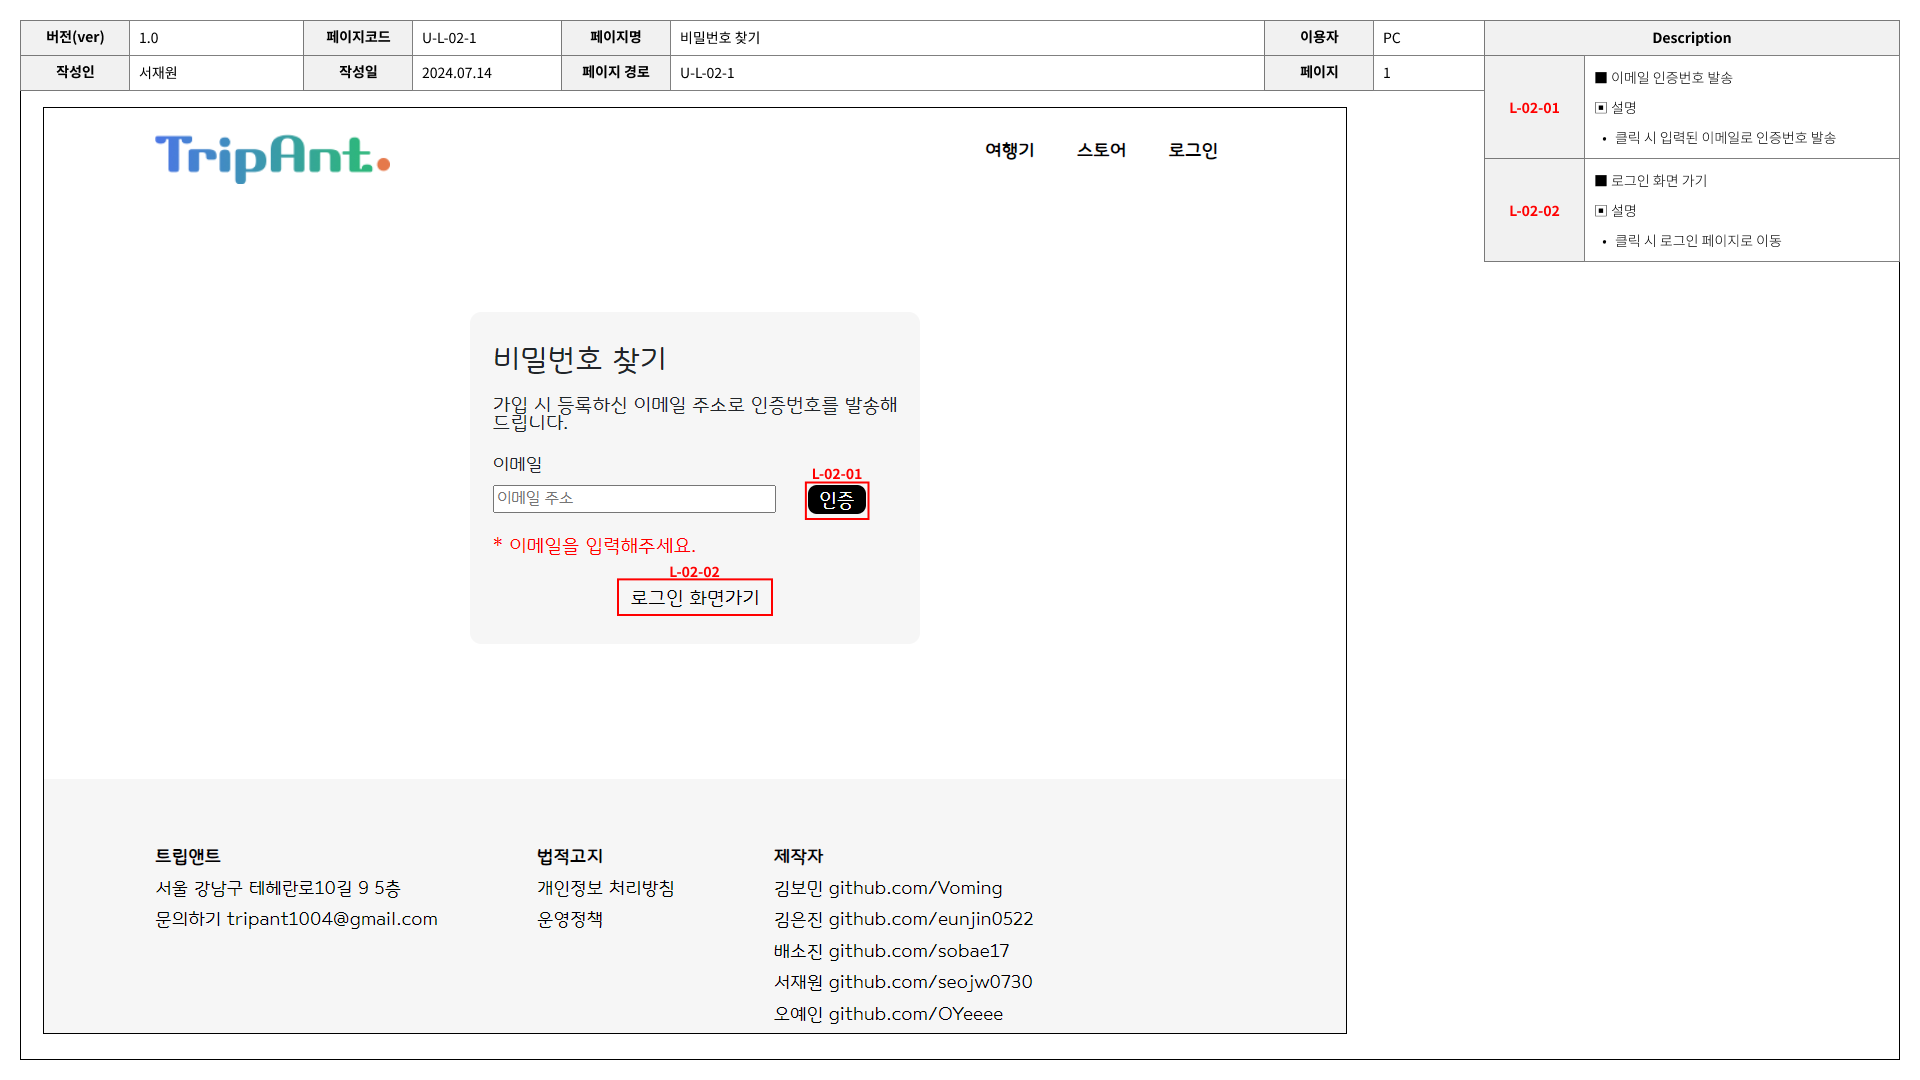 버전(ver) 1.0 페이지코드 U-L-02-1 페이지명 비밀번호 찾기 이용자 PC
작성인 서재원 작성일 2024.07.14 페이지 경로 U-L-02-1 페이지 1
Description
L-02-01
■ 이메일 인증번호 발송
▣ 설명
• 클릭 시 입력된 이메일로 인증번호 발송
L-02-02
■ 로그인 화면 가기
▣ 설명
• 클릭 시 로그인 페이지로 이동
TripAnt.
여행기 스토어 로그인
비밀번호 찾기
가입 시 등록하신 이메일 주소로 인증번호를 발송해
드립니다.
이메일
L-02-01
이메일 주소 인증
* 이메일을 입력해주세요.
L-02-02
로그인 화면가기
트립앤트
서울 강남구 테헤란로10길 9 5층
문의하기 tripant1004@gmail.com
법적고지
개인정보 처리방침
운영정책
제작자
김보민 github.com/Voming
김은진 github.com/eunjin0522
배소진 github.com/sobae17
서재원 github.com/seojw0730
오예인 github.com/OYeeee